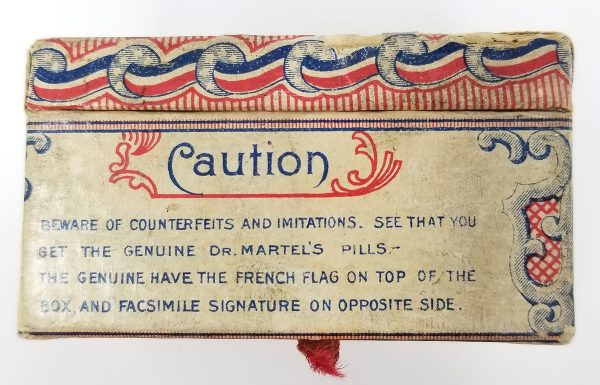 Caution
BEWARE OF COUNTERFEITS AND IMITATIONS. SEE THAT YOU
GET THE GENUINE DR. MARTEL'S PILLS.-
THE GENUINE HAVE THE FRENCH FLAG ON TOP OF THE
BOX, AND FACSIMILE SIGNATURE ON OPPOSITE SIDE.